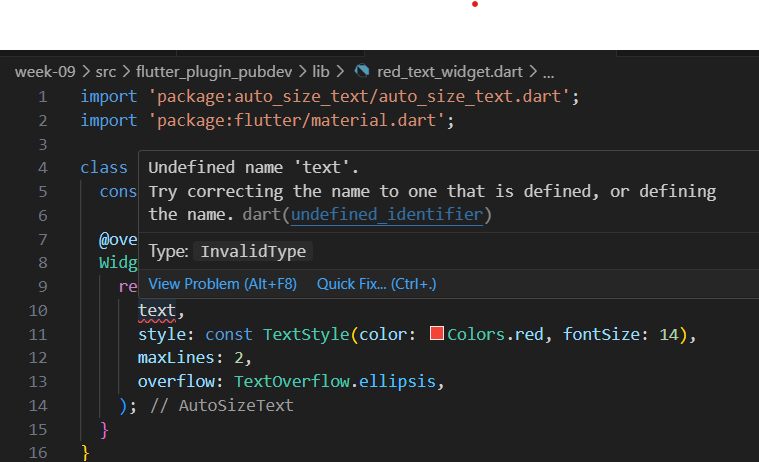 week-09 > src > flutter_plugin_pubdev > lib > red_text_widget.dart > ...
1 import 'package:auto_size_text/auto_size_text.dart';
2 import 'package:flutter/material.dart';
3
4 class
Undefined name 'text'.
5 cons
Try correcting the name to one that is defined, or defining
6
the name. dart(undefined_identifier)
7 @ove
Type: InvalidType
8 Widg
9 re
View Problem (Alt+F8) Quick Fix... (Ctrl+.)
10 text,
11 style: const TextStyle(color: Colors.red, fontSize: 14),
12 maxLines: 2,
13 overflow: TextOverflow.ellipsis,
14 ); // AutoSizeText
15 }
16 }